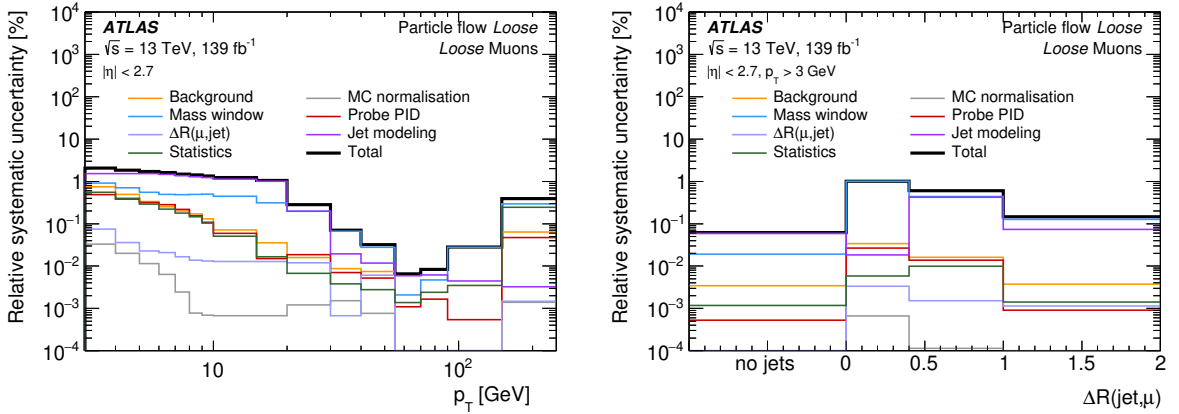 ATLAS
Particle flow Loose
√s = 13 TeV, 139 fb⁻¹
Loose Muons
|η| < 2.7
Background
MC normalisation
Mass window
Probe PID
ΔR(μ,jet)
Jet modeling
Statistics
Total
Relative systematic uncertainty [%]
10⁴
10³
10²
10
1
10⁻¹
10⁻²
10⁻³
10⁻⁴
10
10²
p_T [GeV]
ATLAS
Particle flow Loose
√s = 13 TeV, 139 fb⁻¹
Loose Muons
|η| < 2.7, p_T > 3 GeV
Background
MC normalisation
Mass window
Probe PID
ΔR(μ,jet)
Jet modeling
Statistics
Total
Relative systematic uncertainty [%]
10⁴
10³
10²
10
1
10⁻¹
10⁻²
10⁻³
10⁻⁴
no jets 0 0.5 1 1.5 2
ΔR(jet,μ)